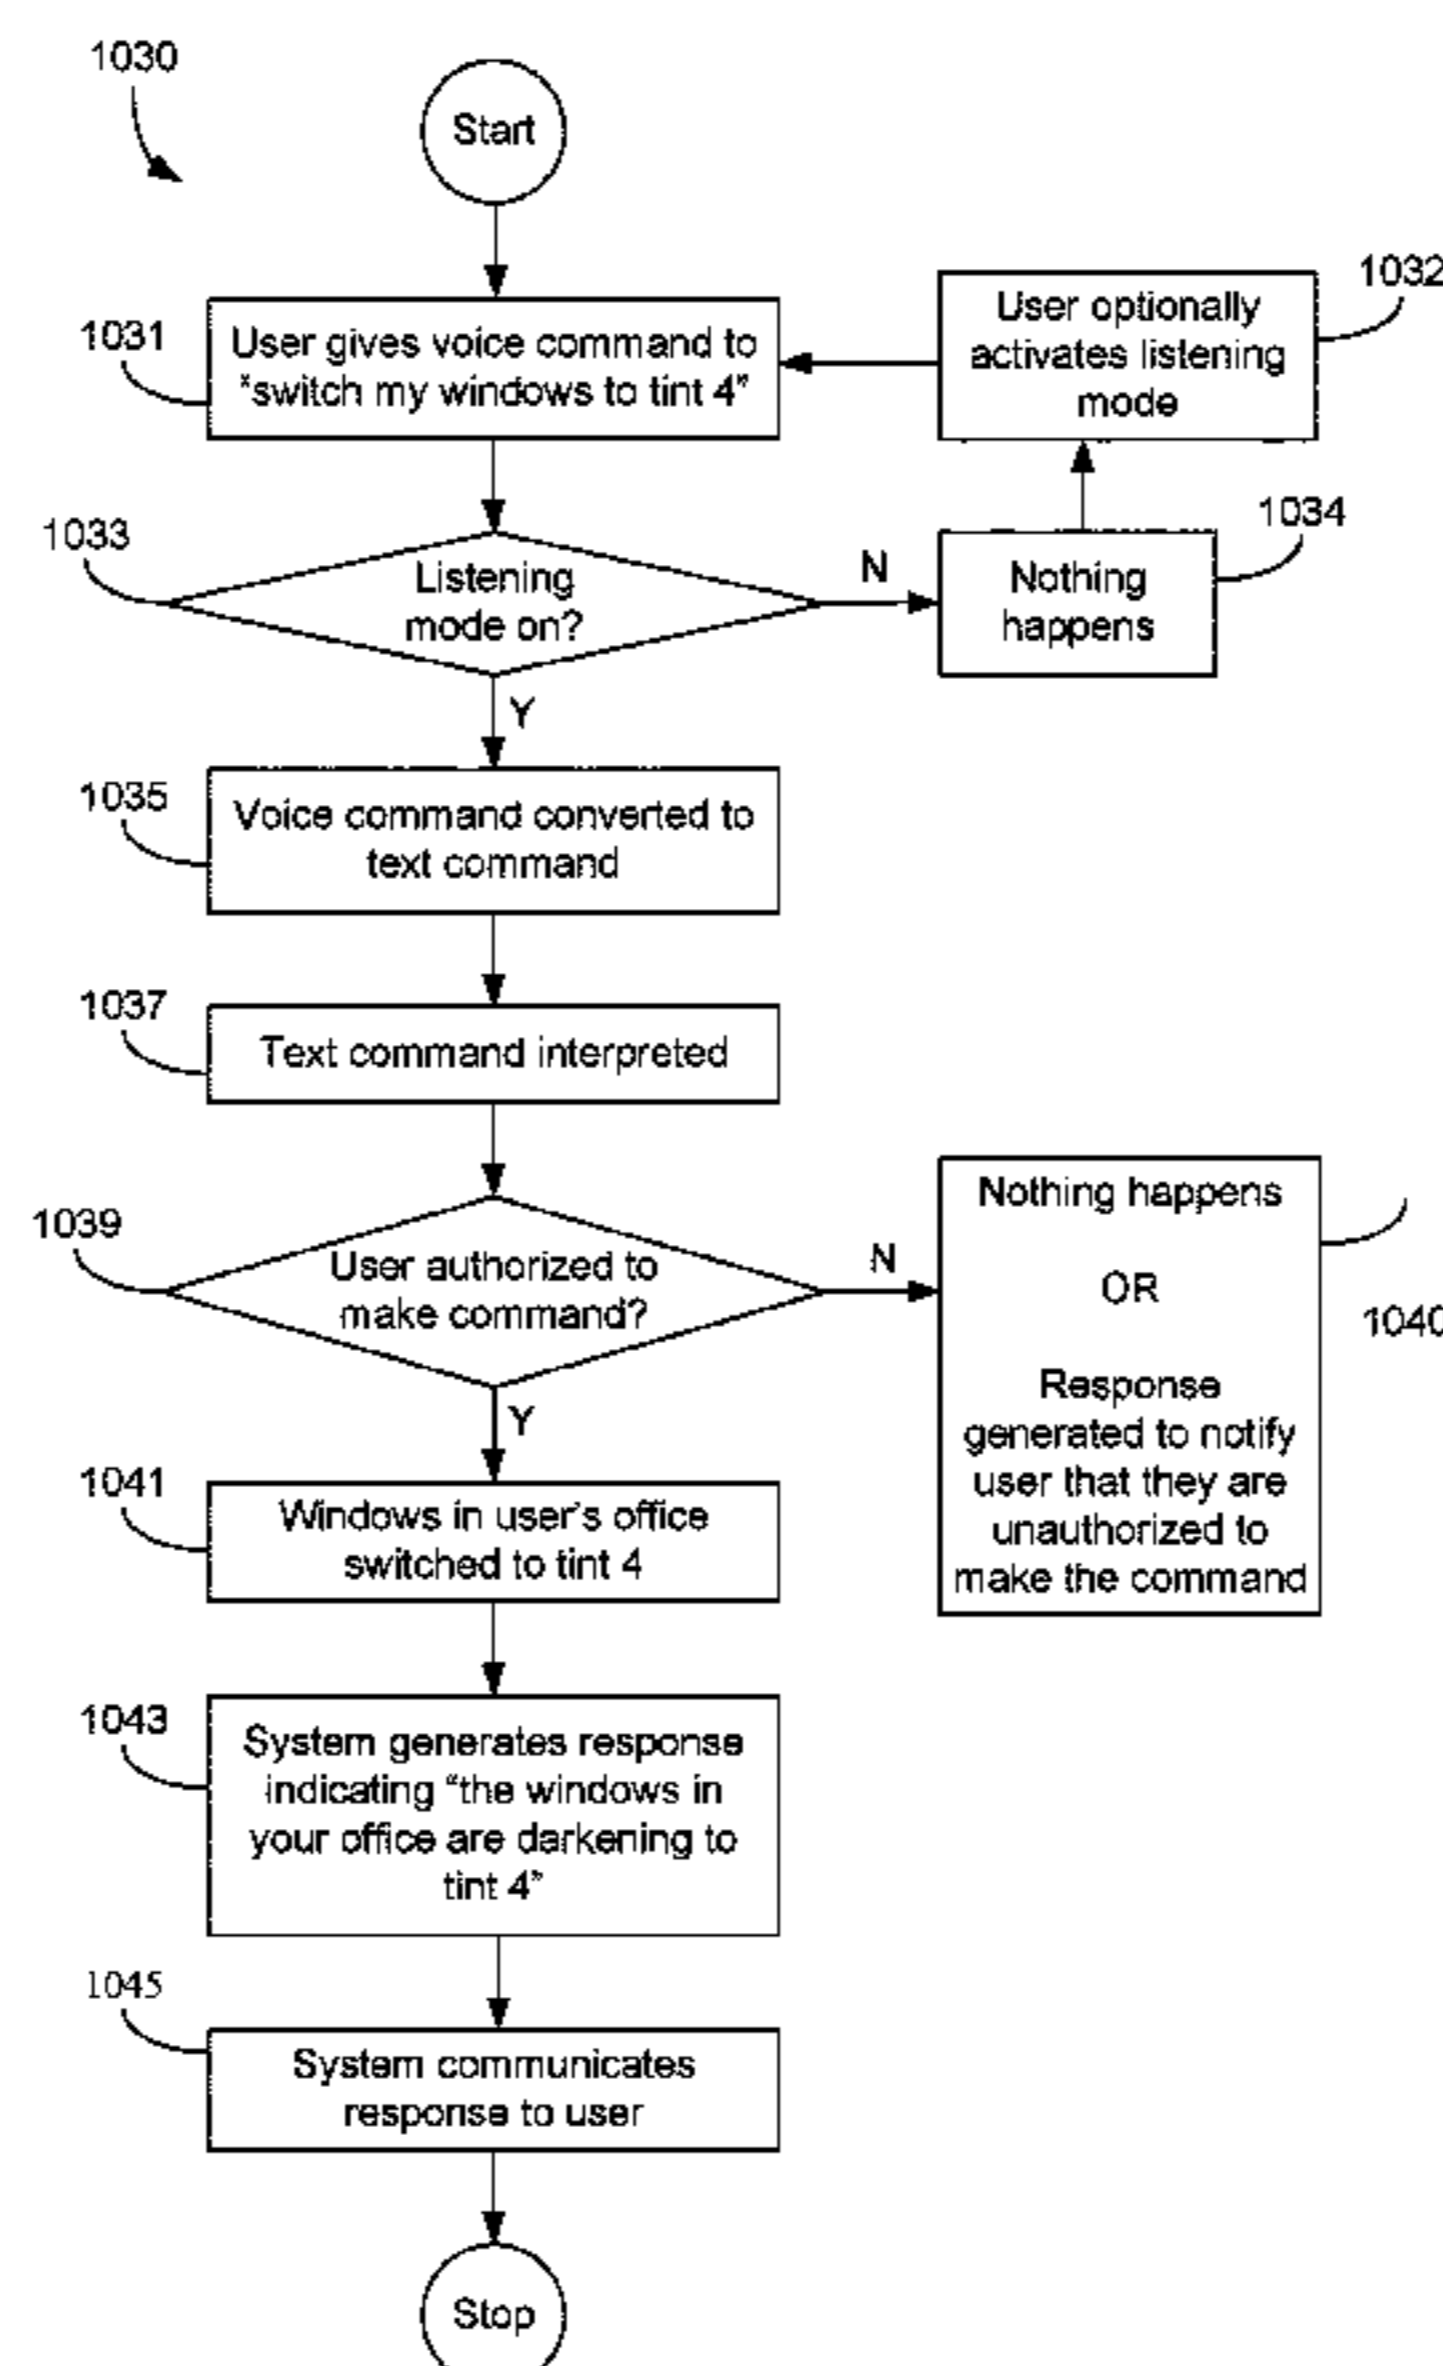 1030
Start
1031
User gives voice command to
"switch my windows to tint 4"
1032
User optionally
activates listening
mode
1033
Listening
mode on?
N
1034
Nothing
happens
Y
1035
Voice command converted to
text command
1037
Text command interpreted
1039
User authorized to
make command?
N
Nothing happens
OR
Response
generated to notify
user that they are
unauthorized to
make the command
1040
Y
1041
Windows in user's office
switched to tint 4
1043
System generates response
indicating "the windows in
your office are darkening to
tint 4"
1045
System communicates
response to user
Stop